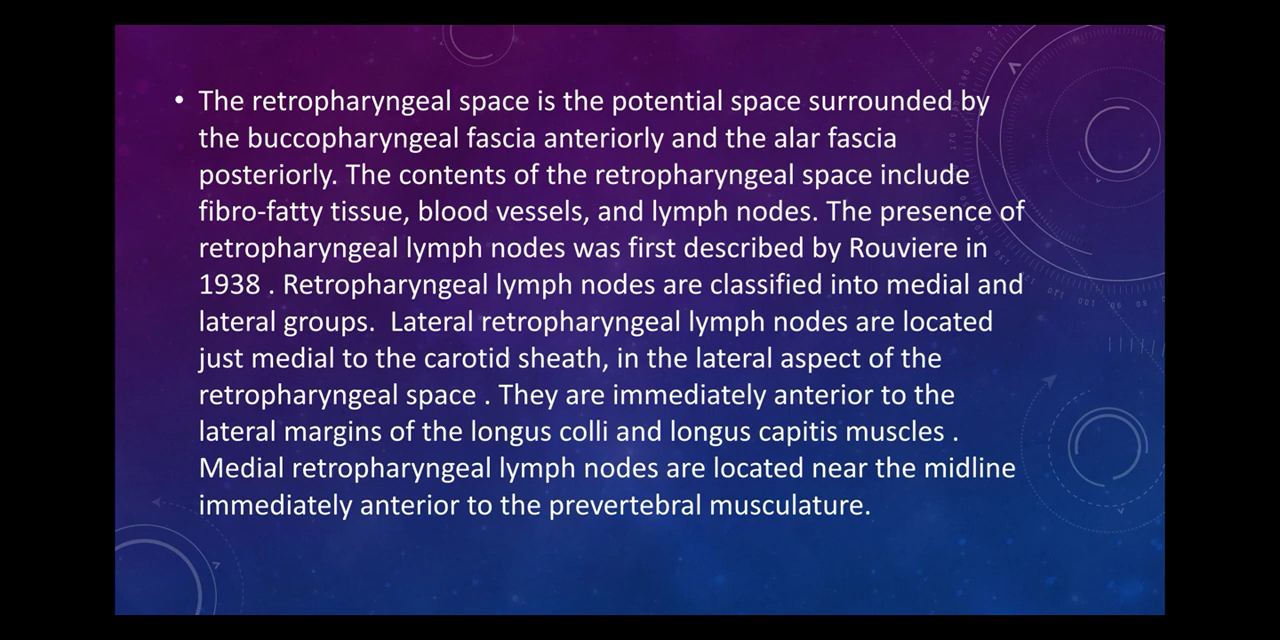 • The retropharyngeal space is the potential space surrounded by
the buccopharyngeal fascia anteriorly and the alar fascia
posteriorly. The contents of the retropharyngeal space include
fibro-fatty tissue, blood vessels, and lymph nodes. The presence of
retropharyngeal lymph nodes was first described by Rouviere in
1938 . Retropharyngeal lymph nodes are classified into medial and
lateral groups.  Lateral retropharyngeal lymph nodes are located
just medial to the carotid sheath, in the lateral aspect of the
retropharyngeal space . They are immediately anterior to the
lateral margins of the longus colli and longus capitis muscles .
Medial retropharyngeal lymph nodes are located near the midline
immediately anterior to the prevertebral musculature.